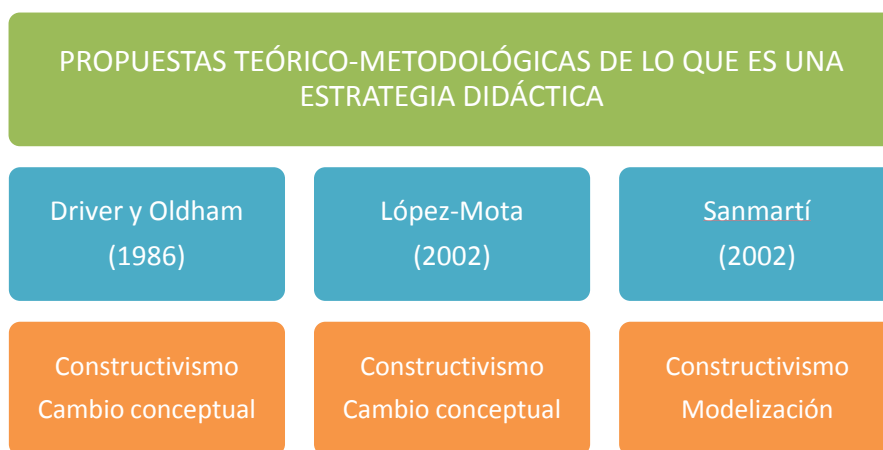 PROPUESTAS TEÓRICO-METODOLÓGICAS DE LO QUE ES UNA
ESTRATEGIA DIDÁCTICA
Driver y Oldham
(1986)
López-Mota
(2002)
Sanmartí
(2002)
Constructivismo
Cambio conceptual
Constructivismo
Cambio conceptual
Constructivismo
Modelización